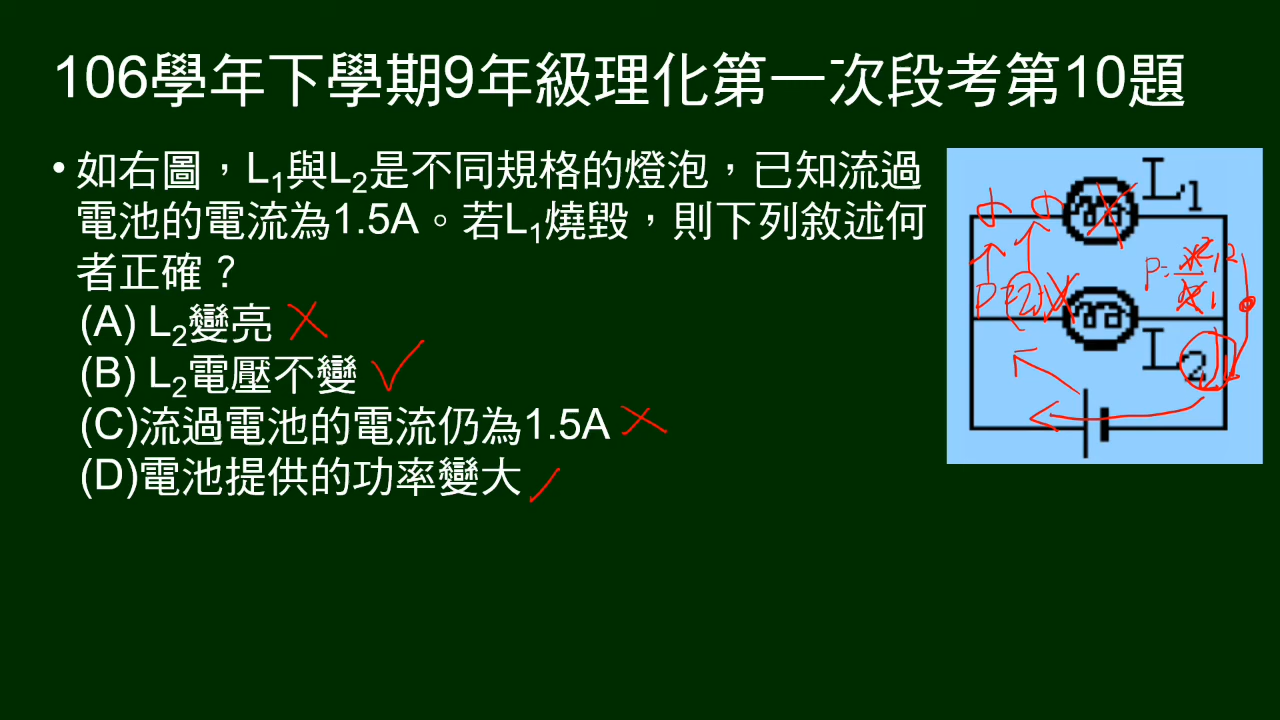 106學年下學期9年級理化第一次段考第10題
• 如右圖，L₁與L₂是不同規格的燈泡，已知流過
電池的電流為1.5A。若L₁燒毀，則下列敘述何
者正確？
(A) L₂變亮
(B) L₂電壓不變
(C)流過電池的電流仍為1.5A
(D)電池提供的功率變大
L₁
L₂